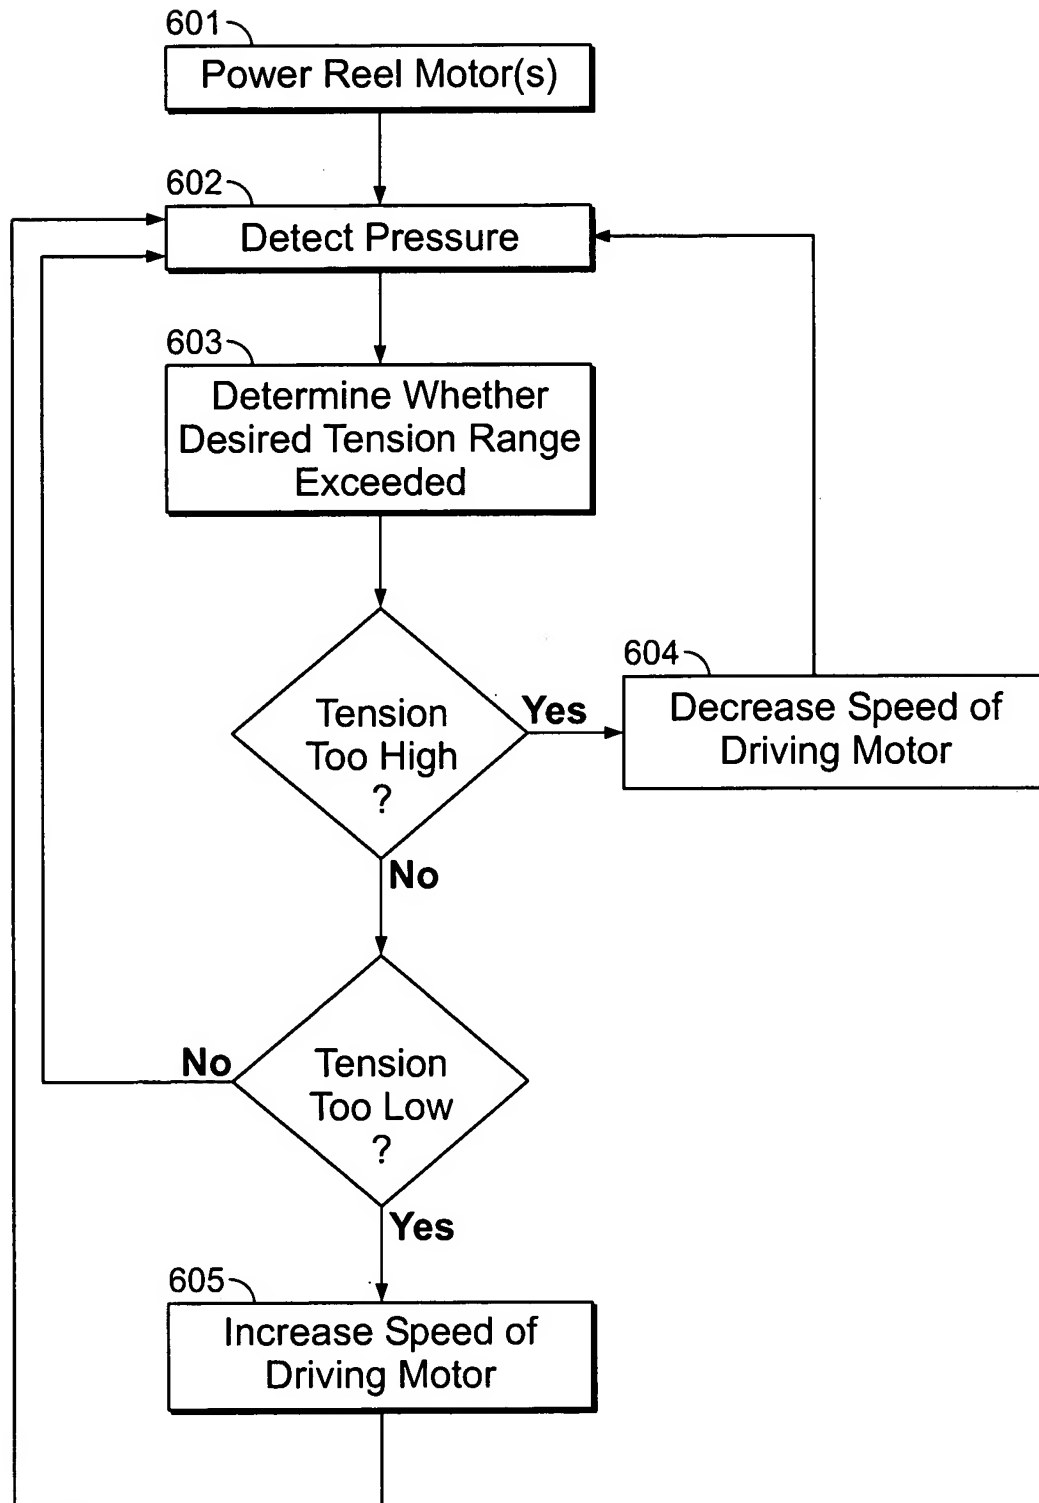 601
Power Reel Motor(s)
602
Detect Pressure
603
Determine Whether
Desired Tension Range
Exceeded
Tension
Too High
?
Yes
604
Decrease Speed of
Driving Motor
No
Tension
Too Low
?
No
Yes
605
Increase Speed of
Driving Motor